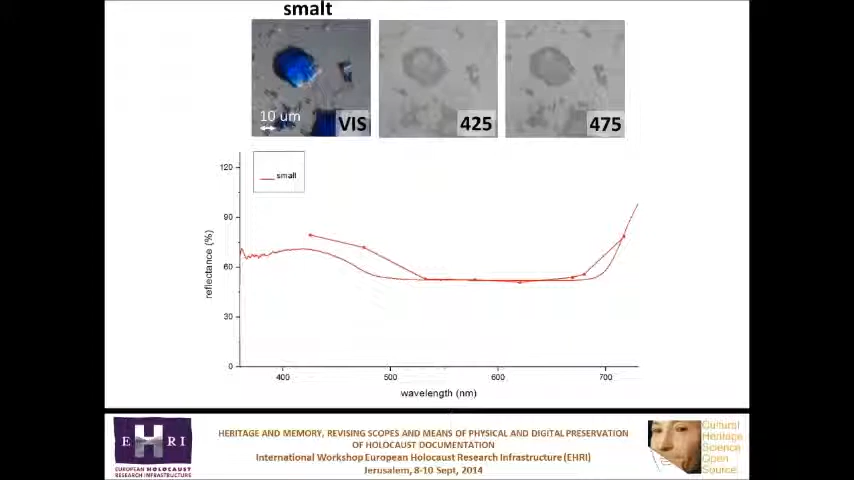 smalt
10 um
VIS
425
475
120
90
60
30
0
smalt
reflectance (%)
400
500
600
700
wavelength (nm)
EHRI
EUROPEAN HOLOCAUST
RESEARCH INFRASTRUCTURE
HERITAGE AND MEMORY, REVISING SCOPES AND MEANS OF PHYSICAL AND DIGITAL PRESERVATION
OF HOLOCAUST DOCUMENTATION
International Workshop European Holocaust Research Infrastructure (EHRI)
Jerusalem, 8-10 Sept, 2014
Cultural
Heritage
Science
Open
Source